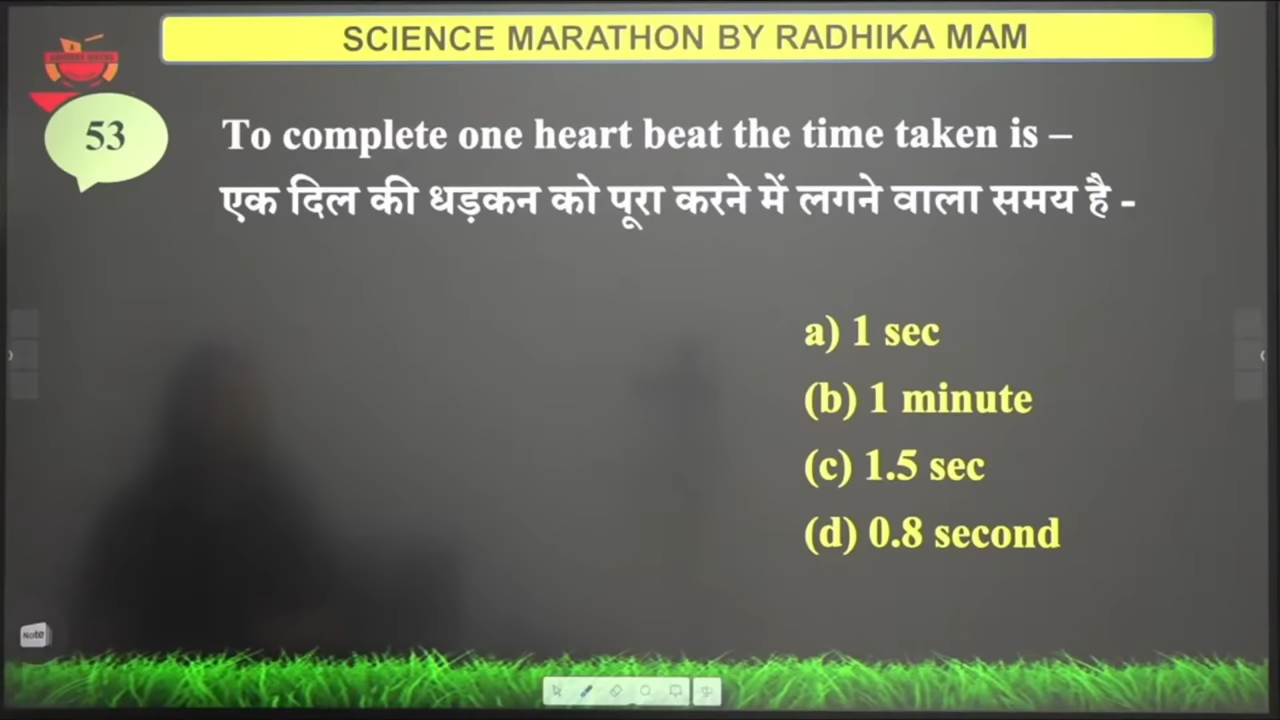 SCIENCE MARATHON BY RADHIKA MAM
53
To complete one heart beat the time taken is –
एक दिल की धड़कन को पूरा करने में लगने वाला समय है -
a) 1 sec
(b) 1 minute
(c) 1.5 sec
(d) 0.8 second
Note